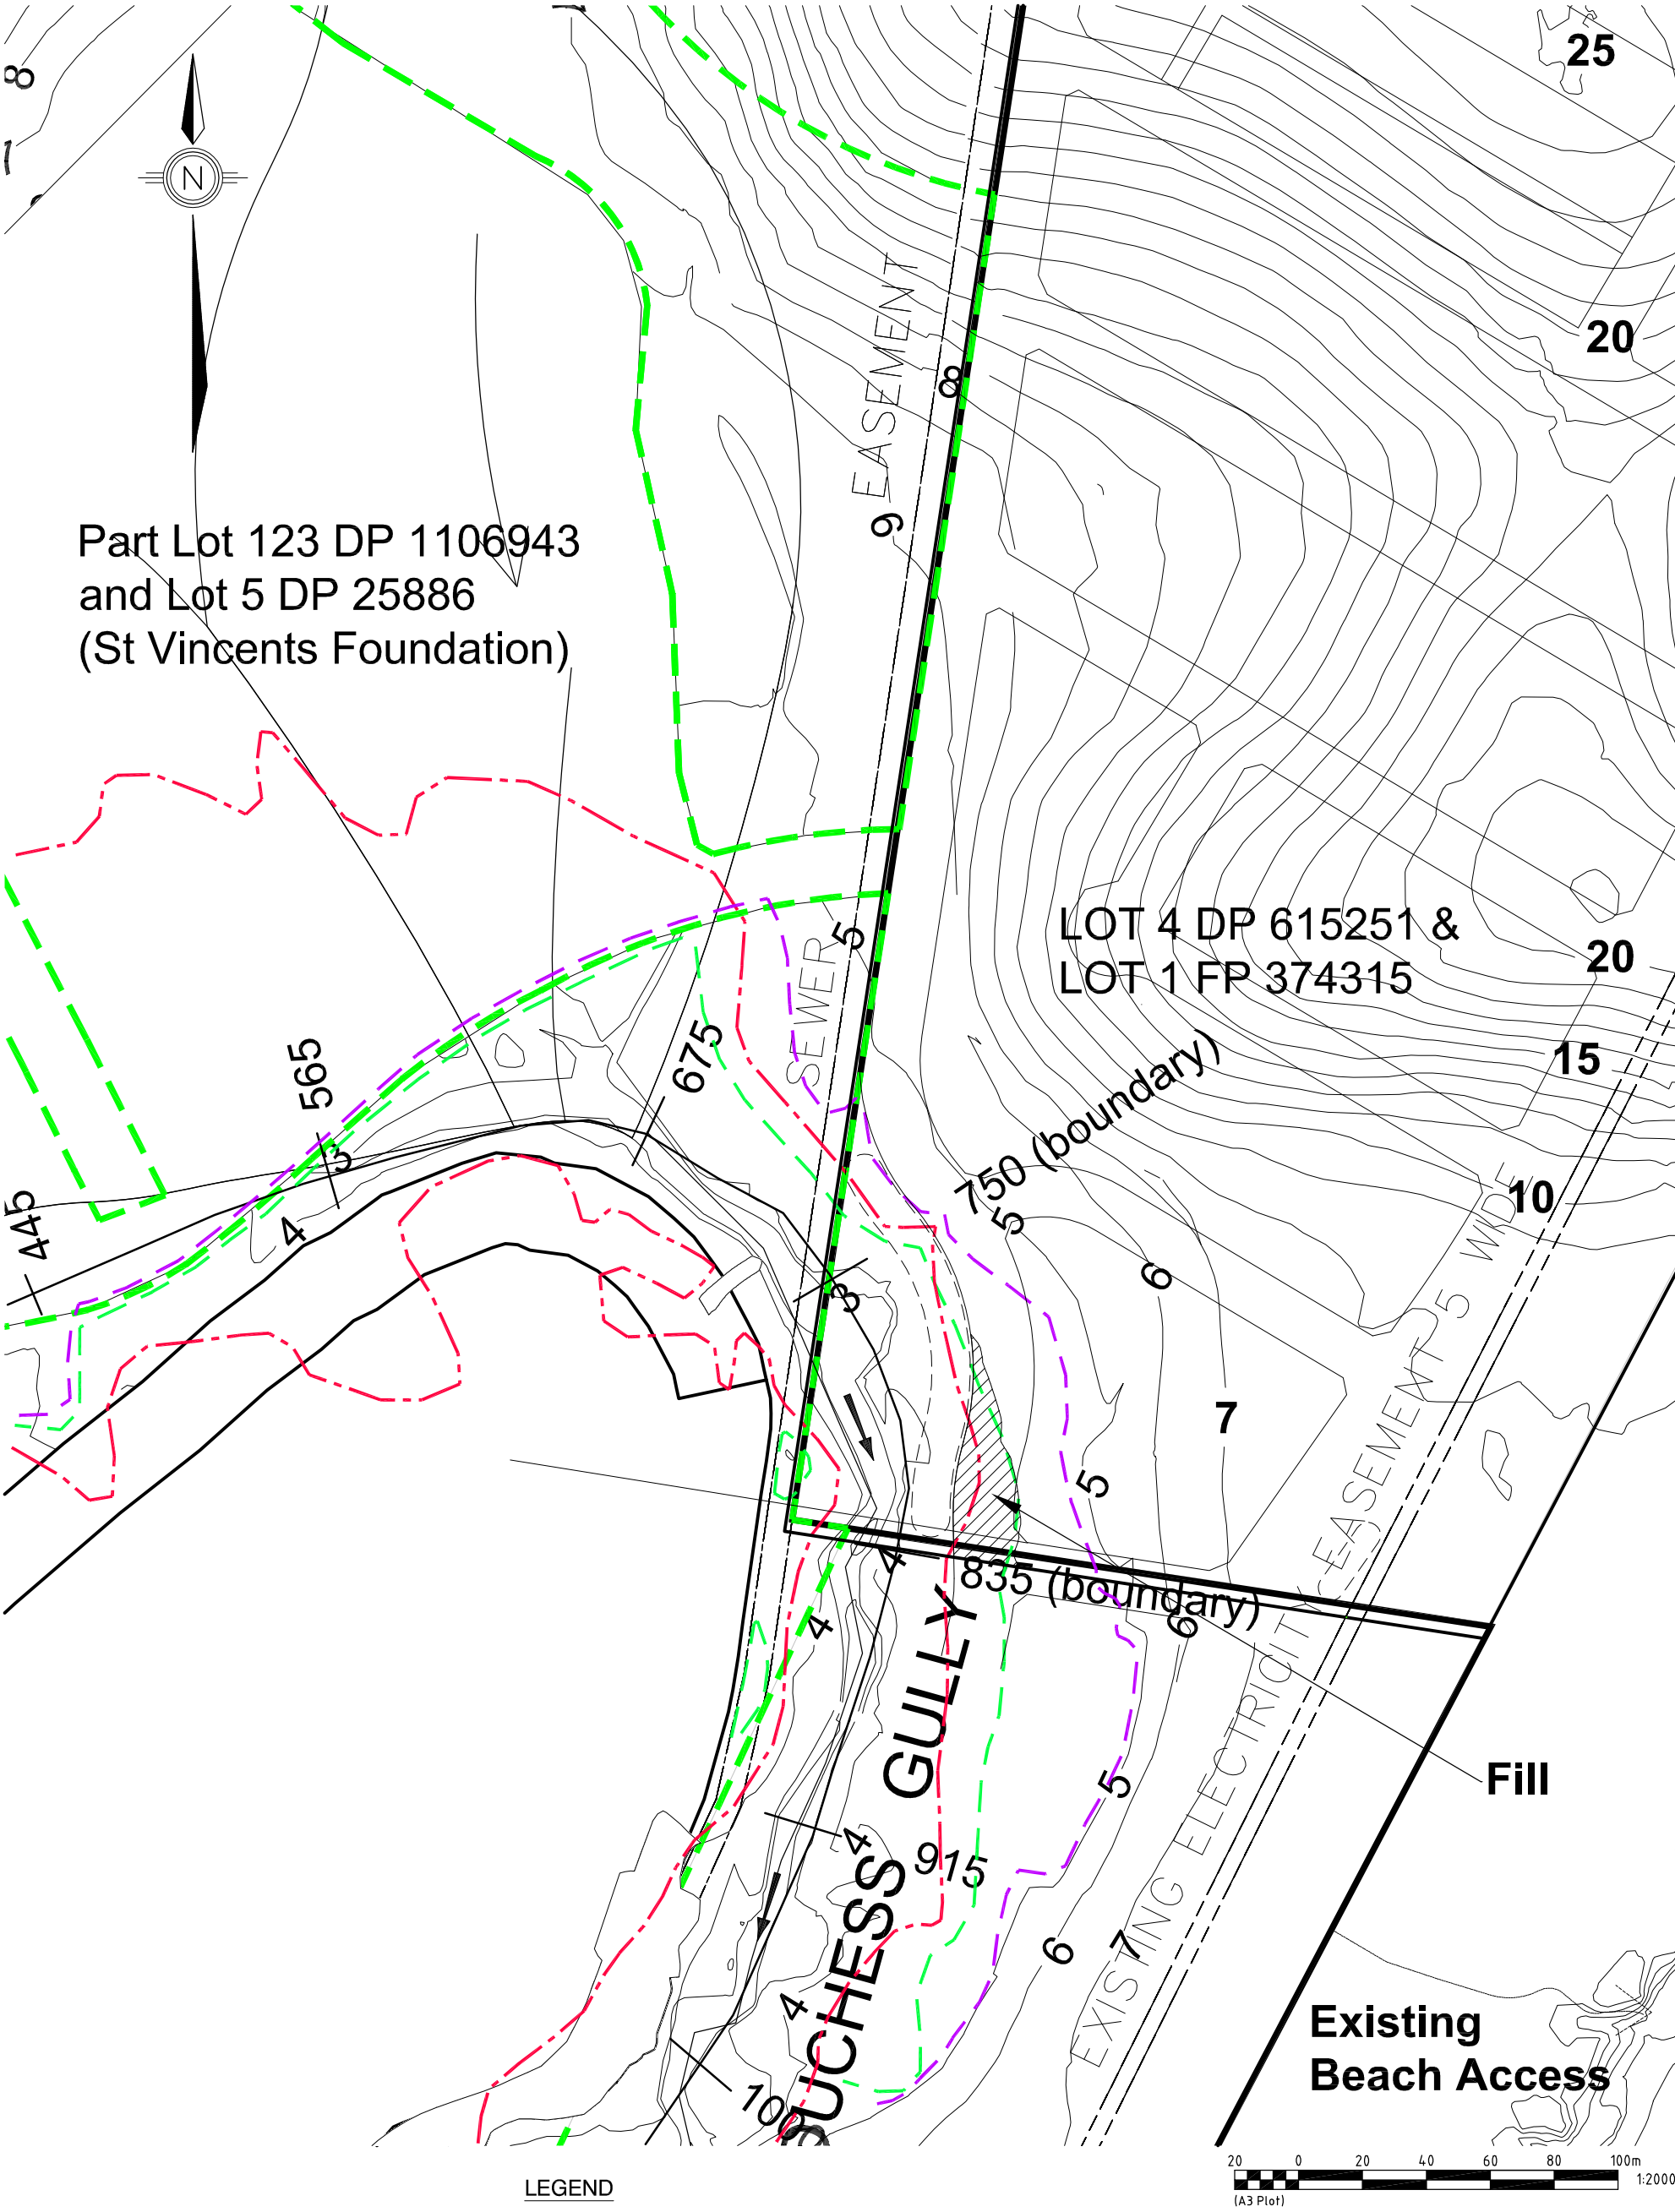 25
8
7
N
20
EASEMENT
8
9
Part Lot 123 DP 1106943
and Lot 5 DP 25886
(St Vincents Foundation)
LOT 4 DP 615251 &
LOT 1 FP 374315
20
SEWER
5
675
565
15
750 (boundary)
3
5
10
445
4
6
3
EXISTING ELECTRICITY EASEMENT 5 WIDE
7
5
4
835 (boundary)
4
6
Fill
5
DUCHESS GULLY
4
915
6
7
4
Existing
Beach Access
100
LEGEND
20 0 20 40 60 80 100m
1:2000
(A3 Plot)